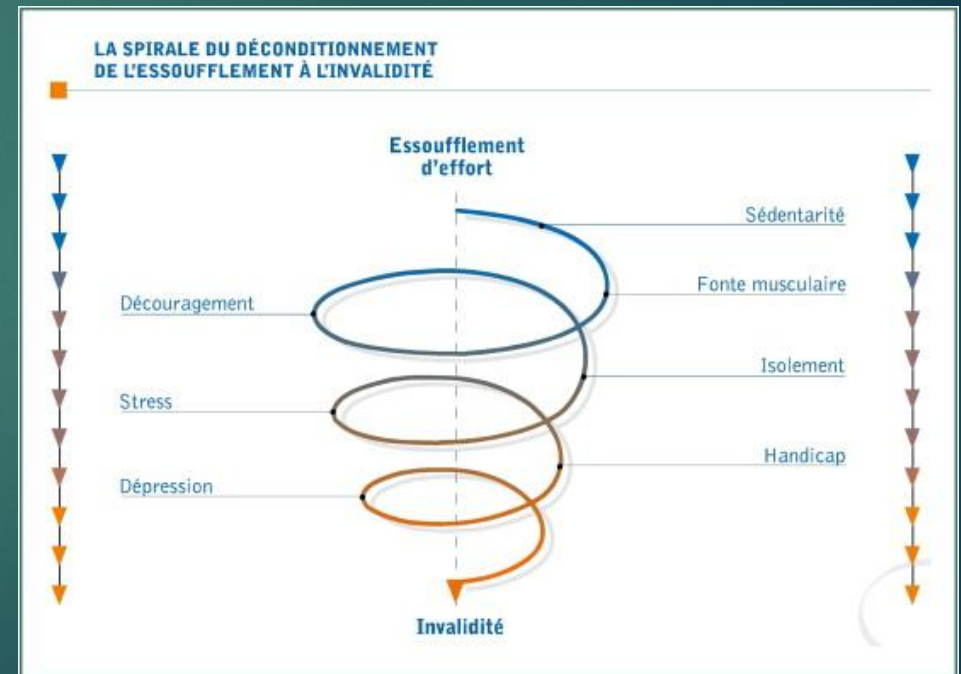 LA SPIRALE DU DÉCONDITIONNEMENT
DE L'ESSOUFFLEMENT À L'INVALIDITÉ
Essoufflement
d'effort
Sédentarité
Fonte musculaire
Découragement
Isolement
Stress
Handicap
Dépression
Invalidité